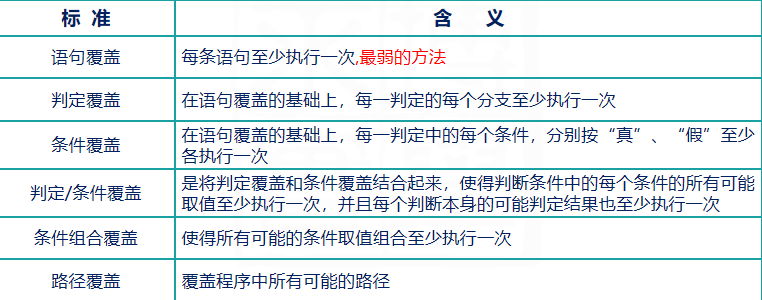 标 准
含 义
语句覆盖
每条语句至少执行一次,最弱的方法
判定覆盖
在语句覆盖的基础上，每一判定的每个分支至少执行一次
条件覆盖
在语句覆盖的基础上，每一判定中的每个条件，分别按“真”、“假”至少
各执行一次
判定/条件覆盖
是将判定覆盖和条件覆盖结合起来，使得判断条件中的每个条件的所有可能
取值至少执行一次，并且每个判断本身的可能判定结果也至少执行一次
条件组合覆盖
使得所有可能的条件取值组合至少执行一次
路径覆盖
覆盖程序中所有可能的路径